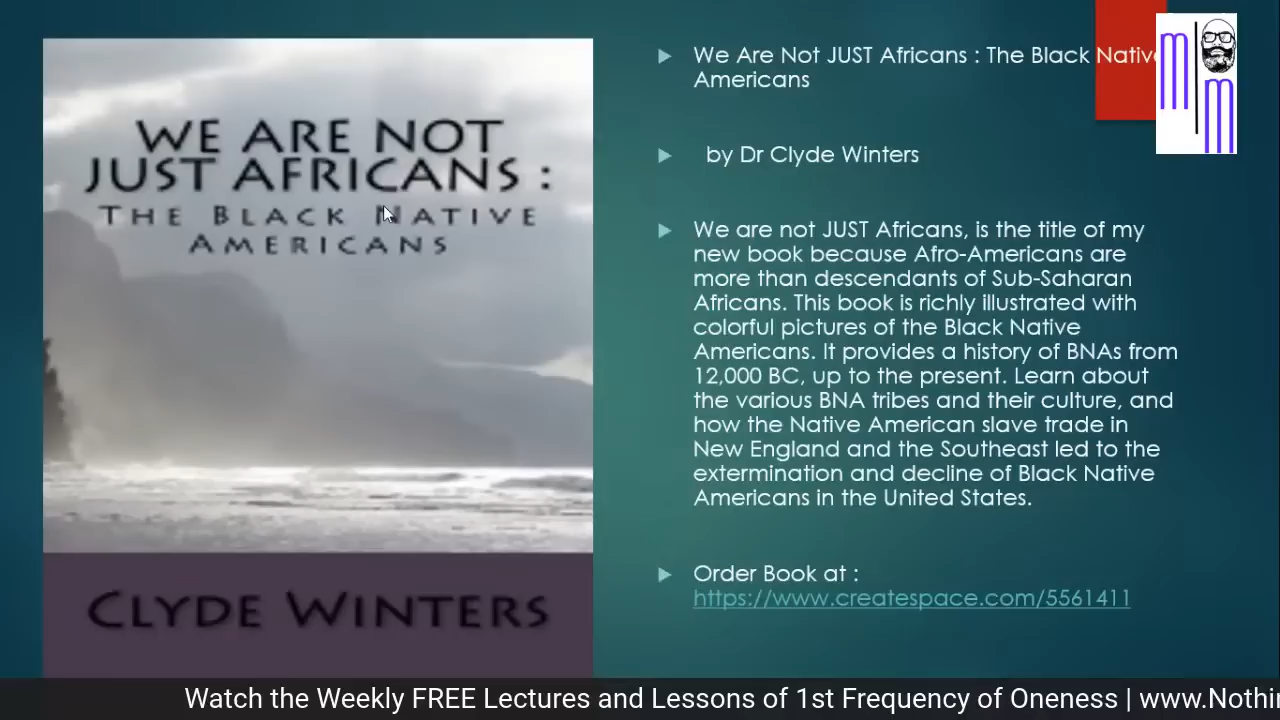 WE ARE NOT
JUST AFRICANS :
THE BLACK NATIVE
AMERICANS
CLYDE WINTERS
We Are Not JUST Africans : The Black Native
Americans
by Dr Clyde Winters
We are not JUST Africans, is the title of my
new book because Afro-Americans are
more than descendants of Sub-Saharan
Africans. This book is richly illustrated with
colorful pictures of the Black Native
Americans. It provides a history of BNAs from
12,000 BC, up to the present. Learn about
the various BNA tribes and their culture, and
how the Native American slave trade in
New England and the Southeast led to the
extermination and decline of Black Native
Americans in the United States.
Order Book at :
https://www.createspace.com/5561411
m m
Watch the Weekly FREE Lectures and Lessons of 1st Frequency of Oneness | www.Nothi